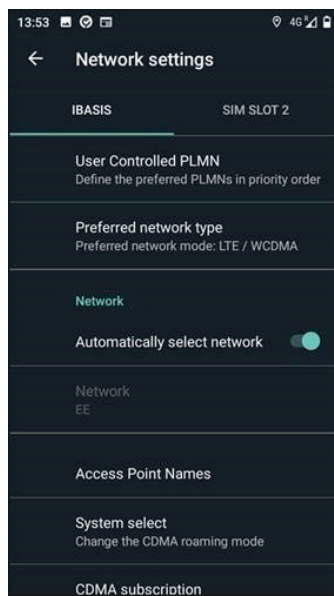 13:53 4G R
Network settings
IBASIS SIM SLOT 2
User Controlled PLMN
Define the preferred PLMNs in priority order
Preferred network type
Preferred network mode: LTE / WCDMA
Network
Automatically select network
Network
EE
Access Point Names
System select
Change the CDMA roaming mode
CDMA subscription